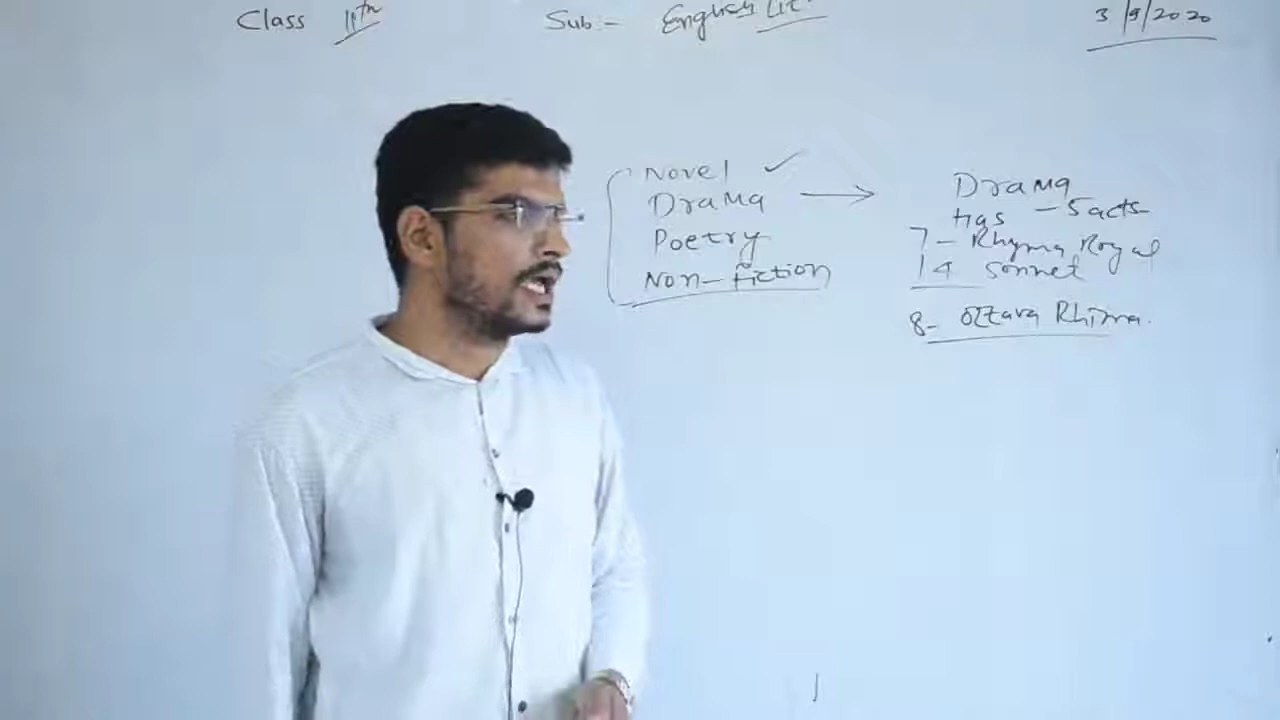 Class 11th Sub:- English Lit. 3/9/2020
Novel ✓
Drama →
Poetry
Non-fiction
Drama
has - 5 acts
7 - Rhyma Royal
14 sonnet
8- Ottava Rhima.